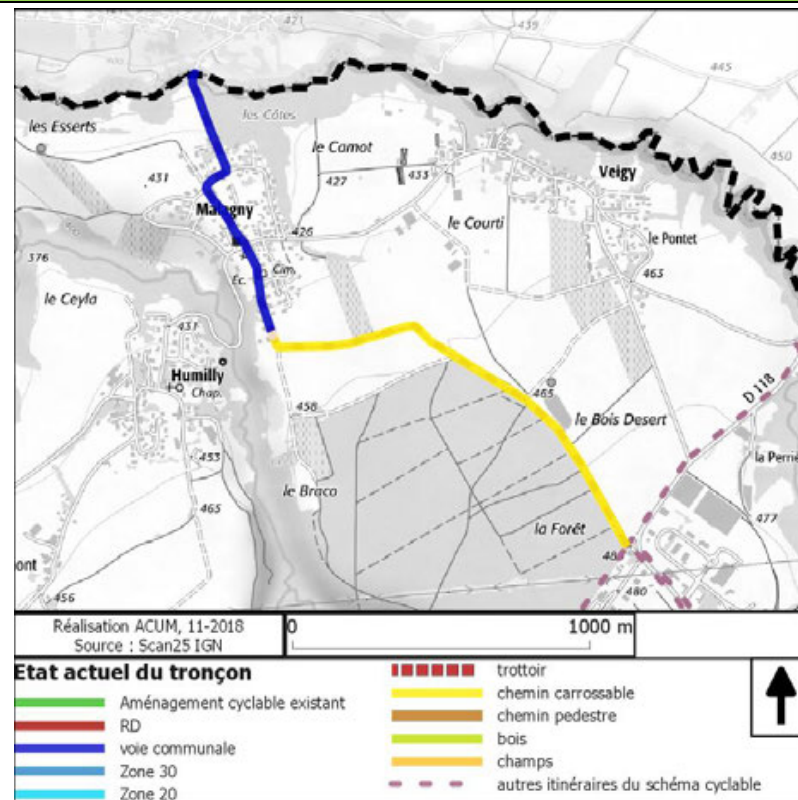 421
439
445
les Côtes
les Esserts
le Camot
450
431
427
433
Veigy
Malagny
le Courti
426
le Pontet
376
Ec.
Cim.
463
le Ceyla
431
Humilly
Chap.
D 118
465
458
le Bois Desert
453
la Perriè
le Braco
465
la Forêt
477
ont
456
480
Réalisation ACUM, 11-2018
Source : Scan25 IGN
0 1000 m
Etat actuel du tronçon
Aménagement cyclable existant
RD
voie communale
Zone 30
Zone 20
trottoir
chemin carrossable
chemin pedestre
bois
champs
autres itinéraires du schéma cyclable